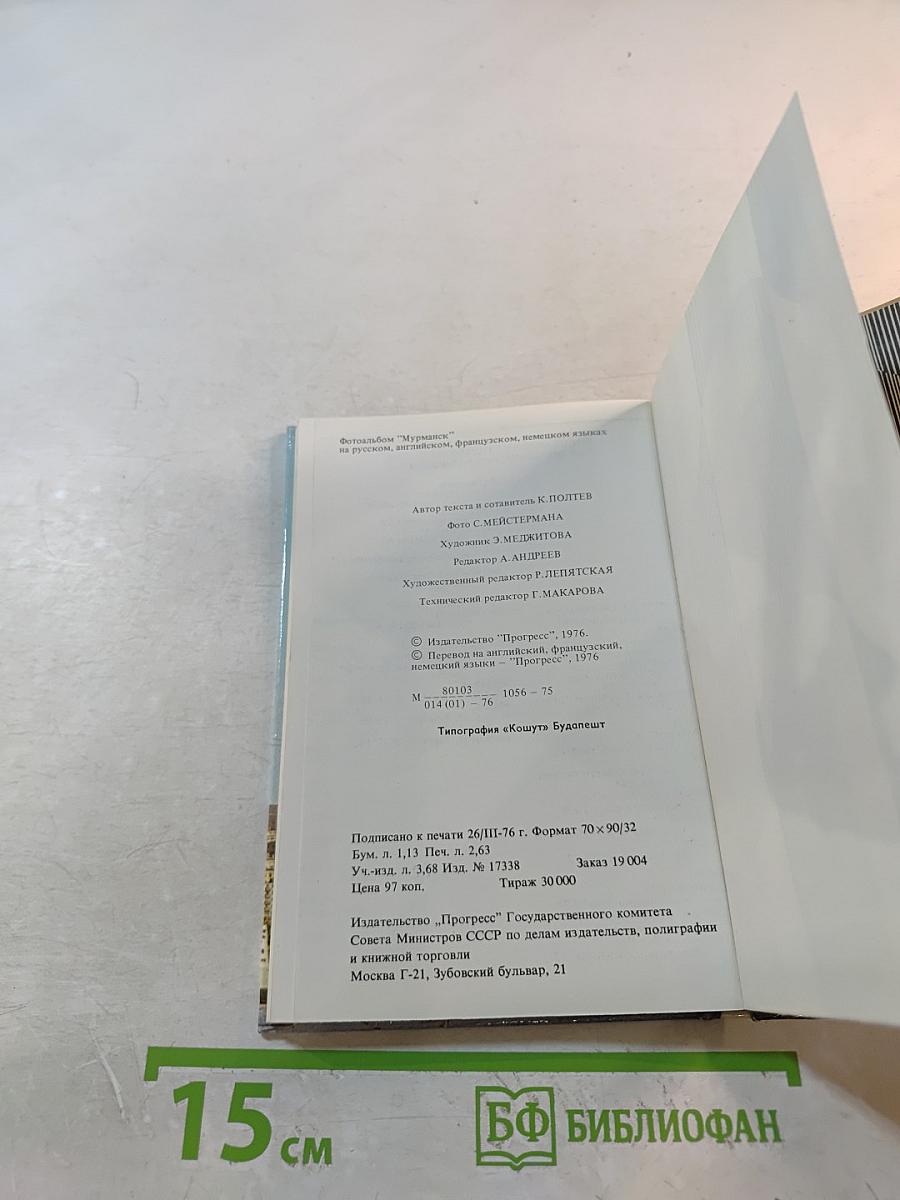 Фотоальбом "Мурманск"
на русском, английском, французском, немецком языках
Автор текста и сотавитель К.ПОЛТЕВ
Фото С.МЕЙСТЕРМАНА
Художник Э.МЕДЖИТОВА
Редактор А.АНДРЕЕВ
Художественный редактор Р.ЛЕПЯТСКАЯ
Технический редактор Г.МАКАРОВА
© Издательство "Прогресс", 1976.
© Перевод на английский, французский,
немецкий языки – "Прогресс", 1976
М 80103 / 014(01) – 76 1056 – 75
Типография «Кошут» Будапешт
Подписано к печати 26/III-76 г. Формат 70×90/32
Бум. л. 1,13 Печ. л. 2,63
Уч.-изд. л. 3,68 Изд. № 17338 Заказ 19 004
Цена 97 коп. Тираж 30 000
Издательство „Прогресс" Государственного комитета
Совета Министров СССР по делам издательств, полиграфии
и книжной торговли
Москва Г-21, Зубовский бульвар, 21
15 см
БФ БИБЛИОФАН